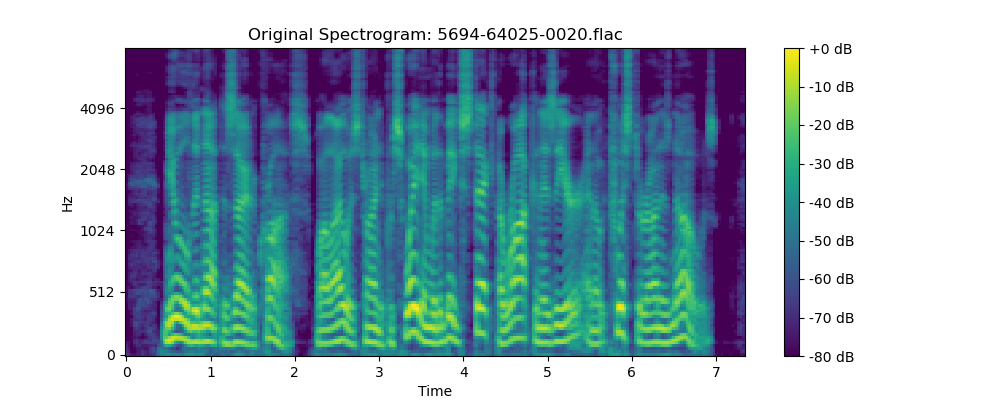 Original Spectrogram: 5694-64025-0020.flac
Hz
4096
2048
1024
512
0
0 1 2 3 4 5 6 7
Time
+0 dB
-10 dB
-20 dB
-30 dB
-40 dB
-50 dB
-60 dB
-70 dB
-80 dB